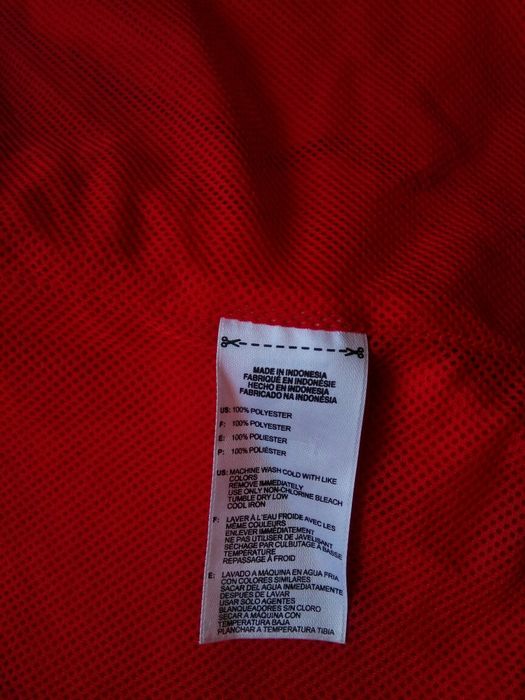 MADE IN INDONESIA
FABRIQUÉ EN INDONÉSIE
HECHO EN INDONESIA
FABRICADO NA INDONÉSIA
US: 100% POLYESTER
F: 100% POLYESTER
E: 100% POLIESTER
P: 100% POLIÉSTER
US: MACHINE WASH COLD WITH LIKE
COLORS
REMOVE IMMEDIATELY
USE ONLY NON-CHLORINE BLEACH
TUMBLE DRY LOW
COOL IRON
F: LAVER À L'EAU FROIDE AVEC LES
MÊME COULEURS
ENLEVER IMMÉDIATEMENT
NE PAS UTILISER DE JAVELISANT
SÉCHAGE PAR CULBUTAGE À BASSE
TEMPÉRATURE
REPASSAGE À FROID
E: LAVADO A MÁQUINA EN AGUA FRIA
CON COLORES SIMILARES
SACAR DEL AGUA INMEDIATAMENTE
DESPUES DE LAVAR
USAR SOLO AGENTES
BLANQUEADORES SIN CLORO
SECAR A MÁQUINA CON
TEMPERATURA BAJA
PLANCHAR A TEMPERATURA TIBIA